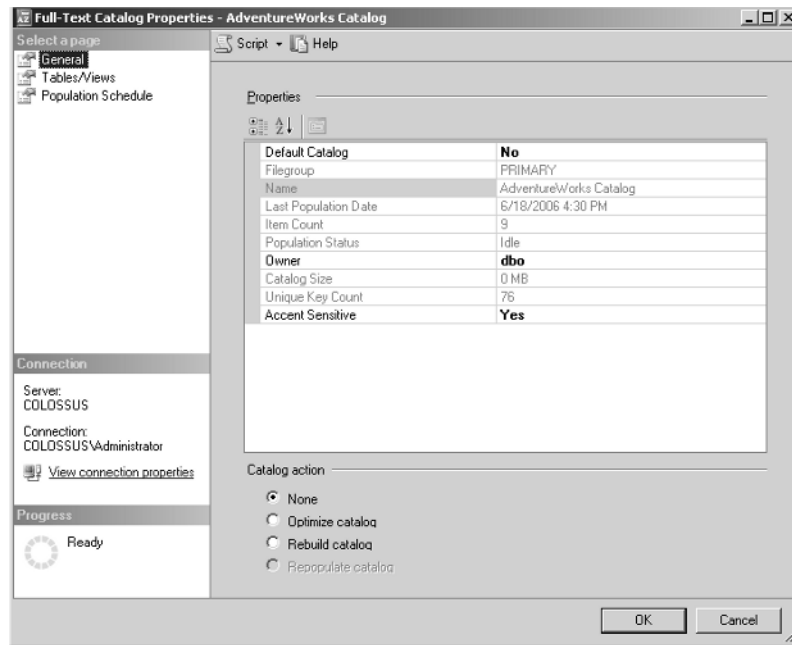 Full-Text Catalog Properties - AdventureWorks Catalog
Select a page
General
Tables/Views
Population Schedule
Script Help
Properties
Default Catalog No
Filegroup PRIMARY
Name AdventureWorks Catalog
Last Population Date 6/18/2006 4:30 PM
Item Count 9
Population Status Idle
Owner dbo
Catalog Size 0 MB
Unique Key Count 76
Accent Sensitive Yes
Connection
Server:
COLOSSUS
Connection:
COLOSSUS\Administrator
View connection properties
Progress
Ready
Catalog action
None
Optimize catalog
Rebuild catalog
Repopulate catalog
OK Cancel